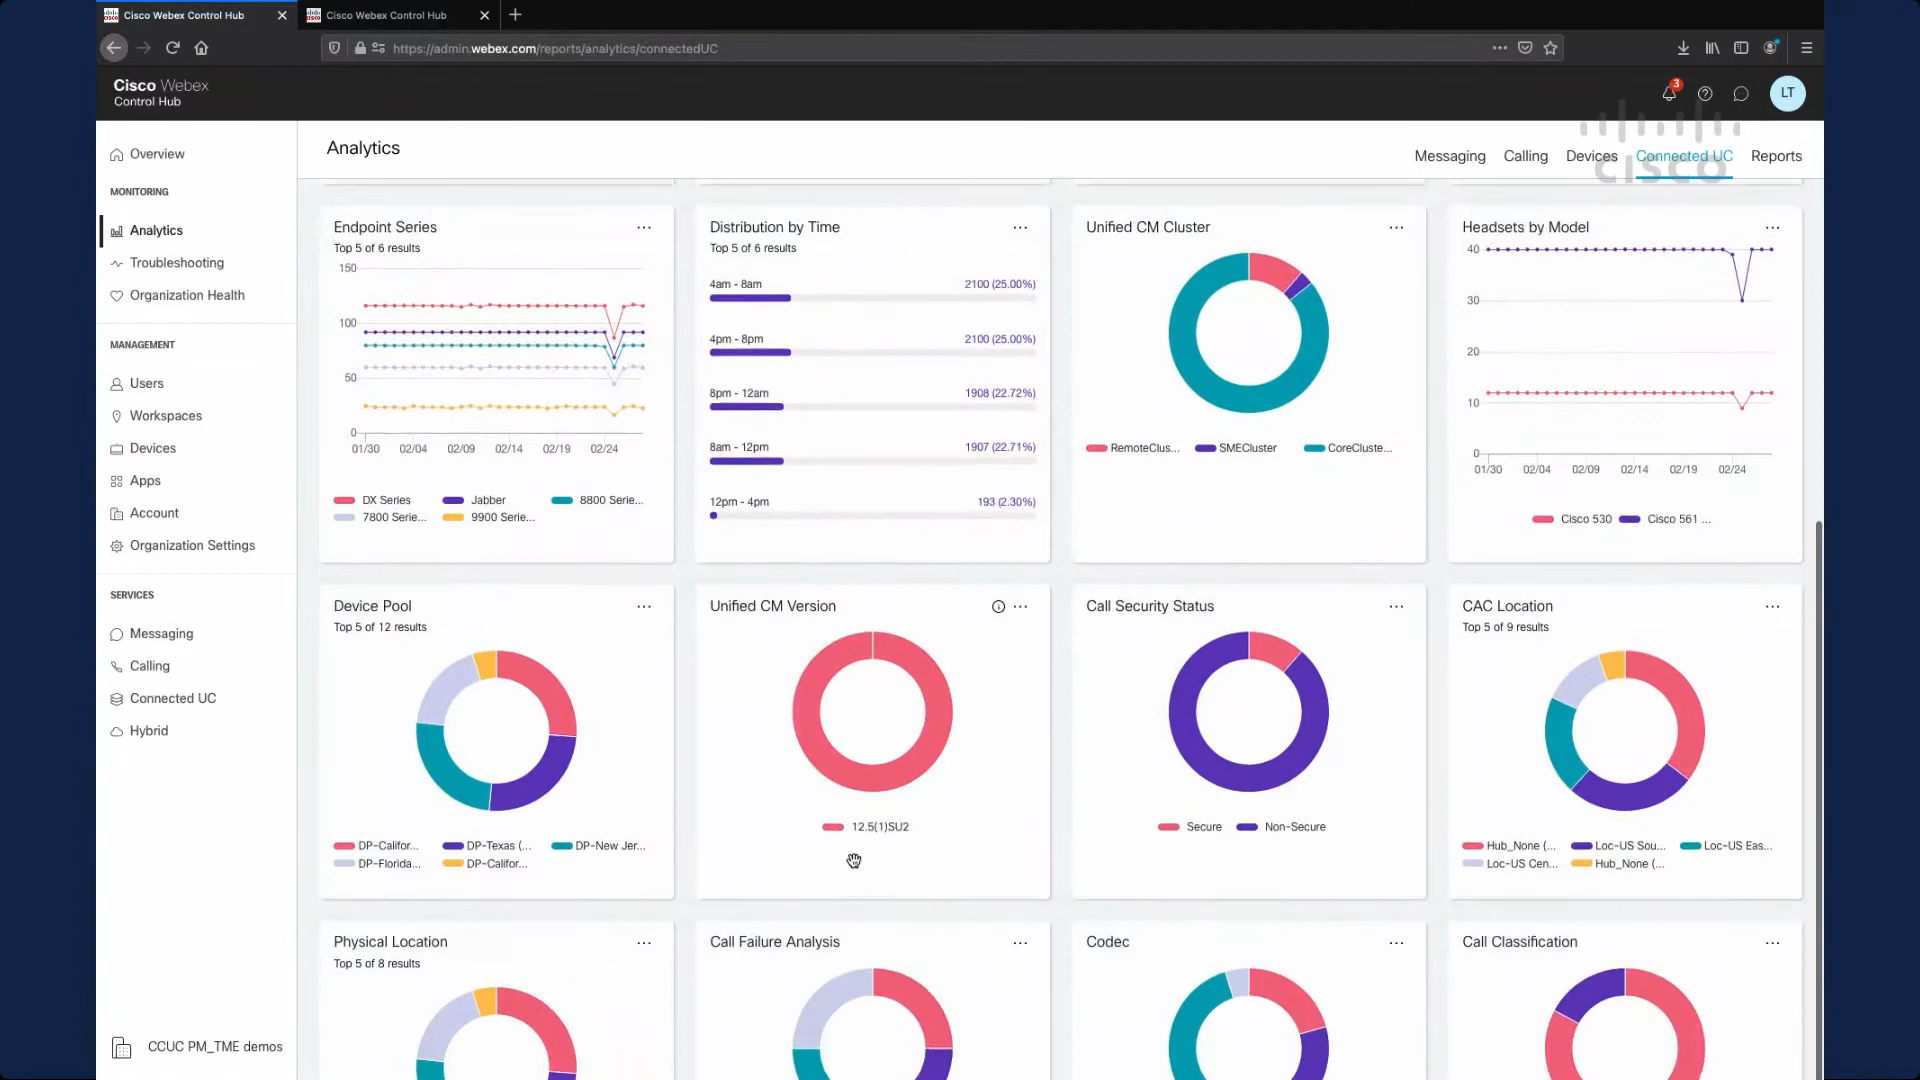 Cisco Webex Control Hub
Cisco Webex Control Hub
https://admin.webex.com/reports/analytics/connectedUC
Cisco Webex
Control Hub
3
LT
Overview
MONITORING
Analytics
Troubleshooting
Organization Health
MANAGEMENT
Users
Workspaces
Devices
Apps
Account
Organization Settings
SERVICES
Messaging
Calling
Connected UC
Hybrid
CCUC PM_TME demos
Analytics
Messaging Calling Devices Connected UC Reports
cisco
Endpoint Series
Top 5 of 6 results
150
100
50
0
01/30 02/04 02/09 02/14 02/19 02/24
DX Series Jabber 8800 Serie...
7800 Serie... 9900 Serie...
Distribution by Time
Top 5 of 6 results
4am - 8am 2100 (25.00%)
4pm - 8pm 2100 (25.00%)
8pm - 12am 1908 (22.72%)
8am - 12pm 1907 (22.71%)
12pm - 4pm 193 (2.30%)
Unified CM Cluster
RemoteClus... SMECluster CoreCluste...
Headsets by Model
40
30
20
10
0
01/30 02/04 02/09 02/14 02/19 02/24
Cisco 530 Cisco 561 ...
Device Pool
Top 5 of 12 results
DP-Califor... DP-Texas (... DP-New Jer...
DP-Florida... DP-Califor...
Unified CM Version
12.5(1)SU2
Call Security Status
Secure Non-Secure
CAC Location
Top 5 of 9 results
Hub_None (... Loc-US Sou... Loc-US Eas...
Loc-US Cen... Hub_None (...
Physical Location
Top 5 of 8 results
Call Failure Analysis
Codec
Call Classification